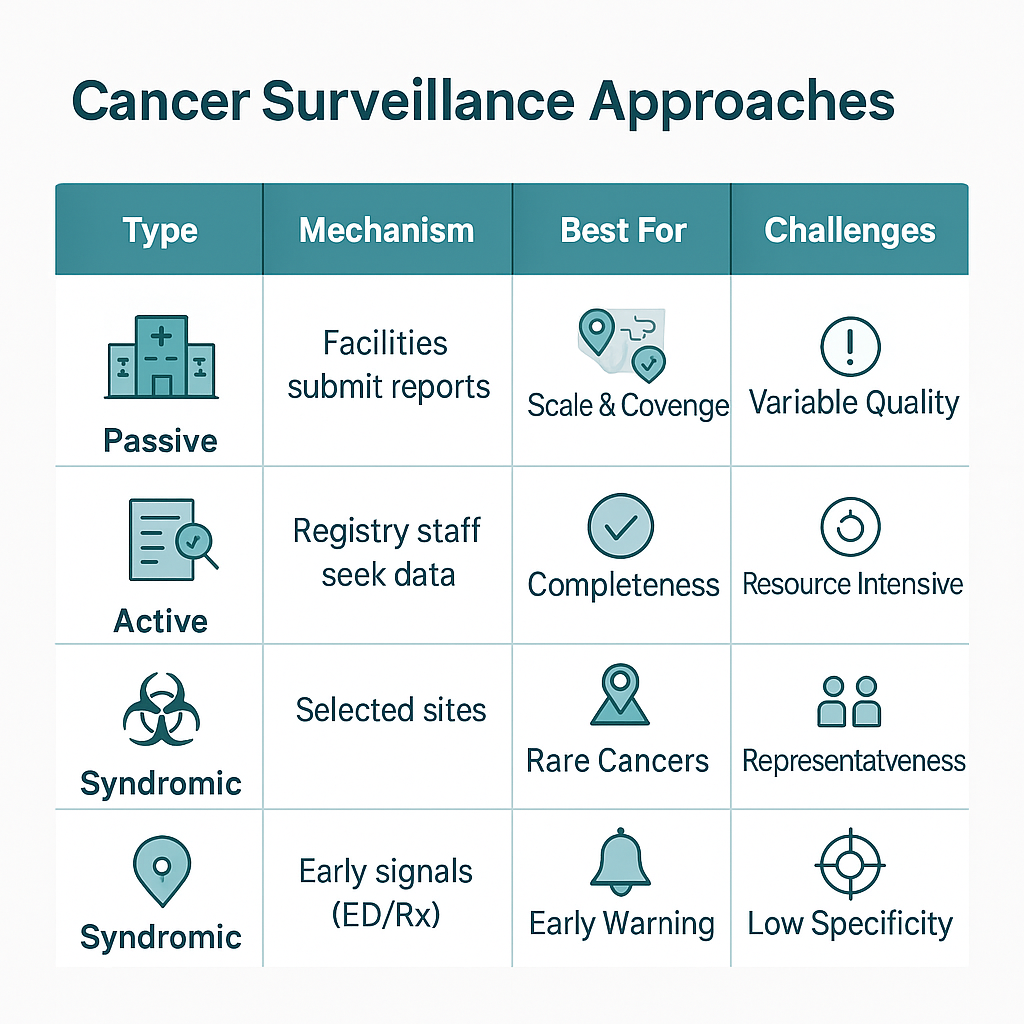 Cancer Surveillance Approaches
Type
Mechanism
Best For
Challenges
Passive
Facilities
submit reports
Scale & Covenge
Variable Quality
Active
Registry staff
seek data
Completeness
Resource Intensive
Syndromic
Selected sites
Rare Cancers
Representatveness
Syndromic
Early signals
(ED/Rx)
Early Warning
Low Specificity